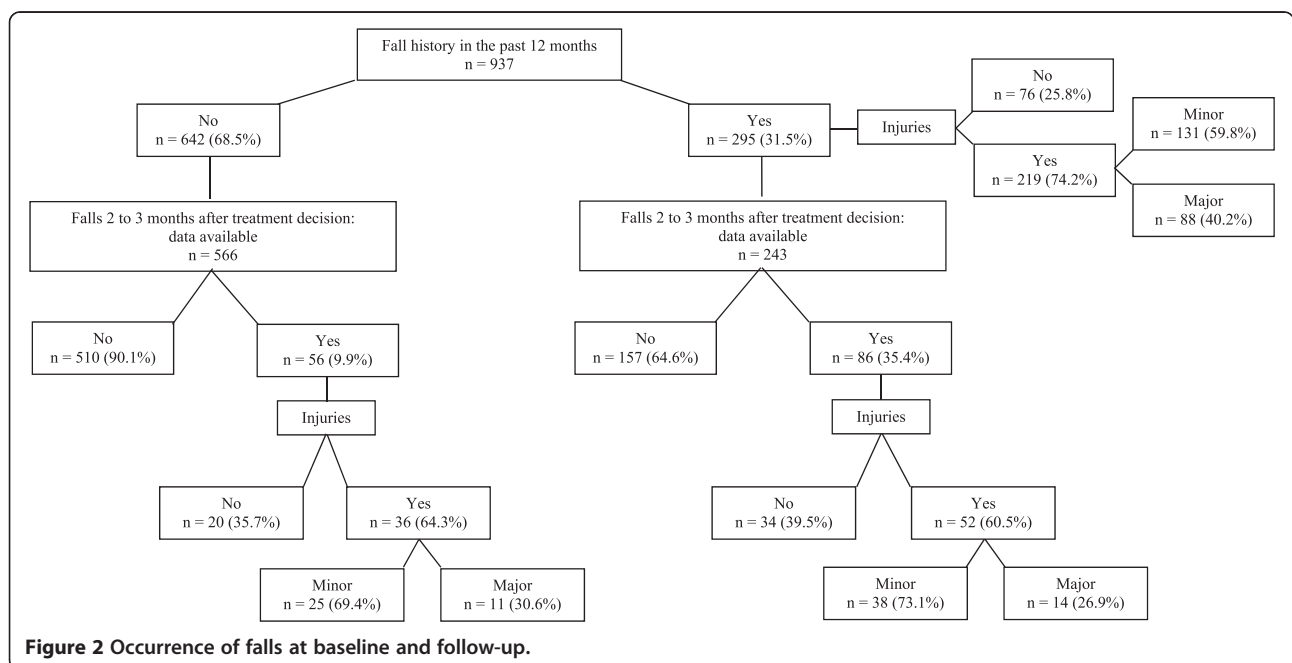 Fall history in the past 12 months
n = 937
No
n = 642 (68.5%)
Yes
n = 295 (31.5%)
Injuries
No
n = 76 (25.8%)
Yes
n = 219 (74.2%)
Minor
n = 131 (59.8%)
Major
n = 88 (40.2%)
Falls 2 to 3 months after treatment decision:
data available
n = 566
Falls 2 to 3 months after treatment decision:
data available
n = 243
No
n = 510 (90.1%)
Yes
n = 56 (9.9%)
No
n = 157 (64.6%)
Yes
n = 86 (35.4%)
Injuries
Injuries
No
n = 20 (35.7%)
Yes
n = 36 (64.3%)
No
n = 34 (39.5%)
Yes
n = 52 (60.5%)
Minor
n = 25 (69.4%)
Major
n = 11 (30.6%)
Minor
n = 38 (73.1%)
Major
n = 14 (26.9%)
Figure 2 Occurrence of falls at baseline and follow-up.